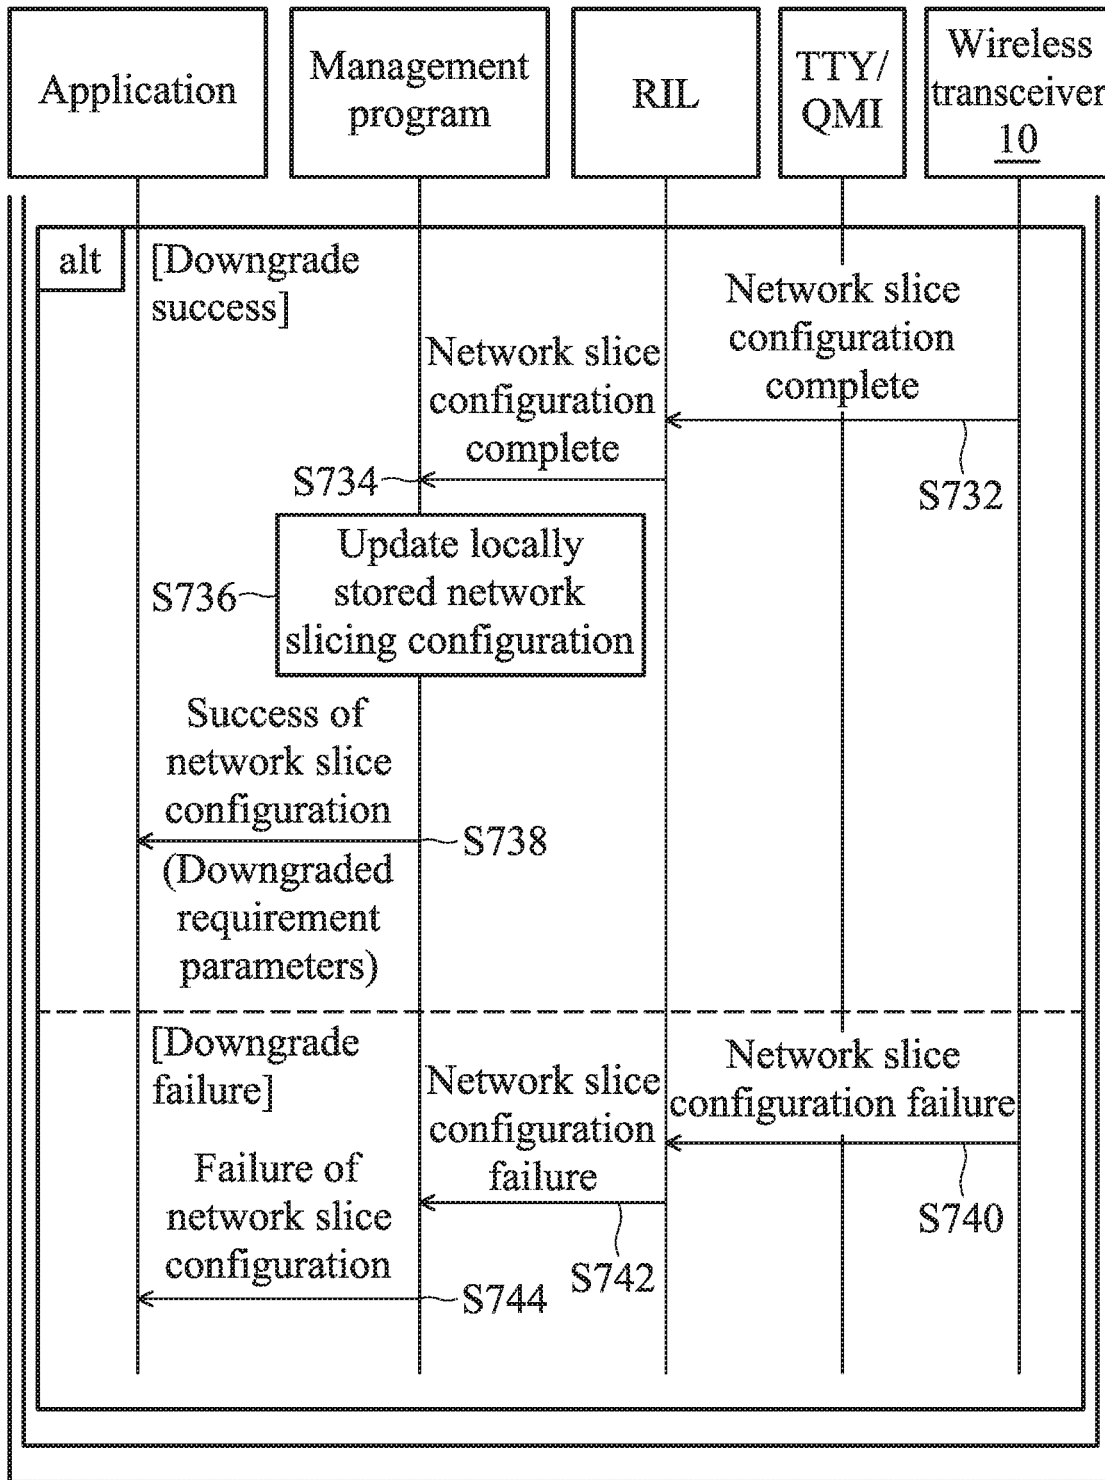 Application
Management
program
RIL
TTY/
QMI
Wireless
transceiver
10
alt
[Downgrade
success]
Network slice
configuration
complete
S732
Network slice
configuration
complete
S734
Update locally
stored network
slicing configuration
S736
Success of
network slice
configuration
S738
(Downgraded
requirement
parameters)
[Downgrade
failure]
Network slice
configuration failure
S740
Network slice
configuration
failure
S742
Failure of
network slice
configuration
S744